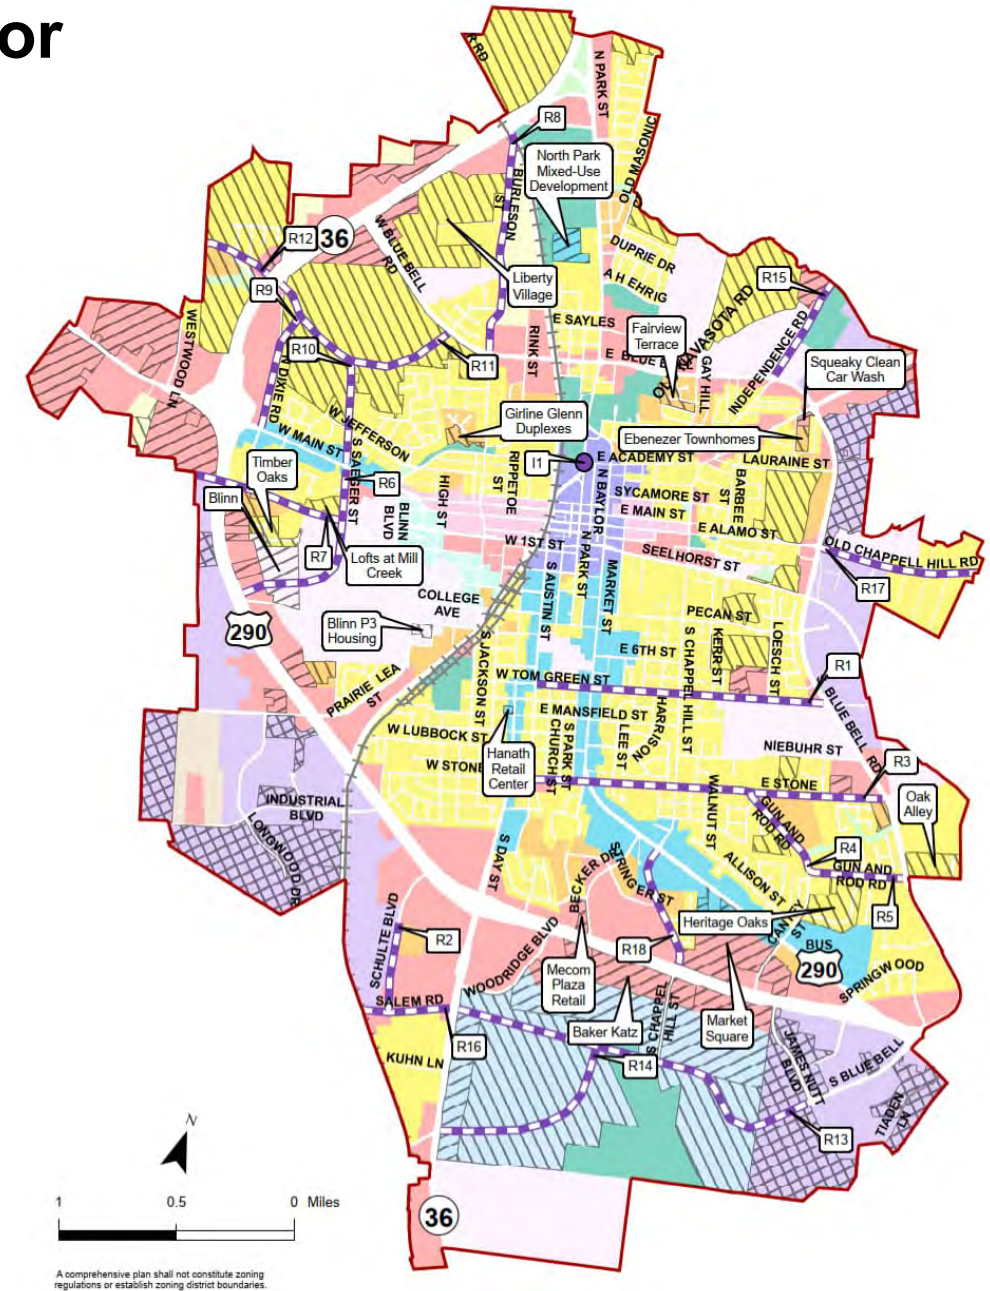 or
R RD
N PARK ST
OLD MASONIC
R8
North Park
Mixed-Use
Development
BURLESON
ST
R12
36
W BLUE BELL
RD
DUPRIE DR
A H EHRIG
R15
R9
Liberty
Village
WESTWOOD LN
E SAYLES
Fairview
Terrace
OLD NAVASOTA RD
INDEPENDENCE RD
R10
R11
RINK ST
E BLUE
GAY HILL
Squeaky Clean
Car Wash
N DIXIE RD
W JEFFERSON
Girline Glenn
Duplexes
W MAIN ST
Ebenezer Townhomes
I1
E ACADEMY ST
LAURAINE ST
Timber
Oaks
S SAEGER ST
R6
HIGH ST
RIPPETOE
ST
N BAYLOR
SYCAMORE ST
BARBEE
ST
Blinn
BLINN
BLVD
E MAIN ST
E ALAMO ST
R7
Lofts at Mill
Creek
W 1ST ST
N PARK ST
SEELHORST ST
OLD CHAPPELL HILL RD
R17
COLLEGE
AVE
S AUSTIN ST
MARKET ST
PECAN ST
290
Blinn P3
Housing
S JACKSON ST
E 6TH ST
S CHAPPEL HILL ST
KERR ST
LOESCH ST
PRAIRIE LEA
ST
W TOM GREEN ST
R1
BLUE BELL RD
W LUBBOCK ST
E MANSFIELD ST
HARRISON
LEE ST
NIEBUHR ST
W STONE
Hanath
Retail
Center
CHURCH ST
S PARK ST
E STONE
R3
INDUSTRIAL
BLVD
LONGWOOD DR
WALNUT ST
GUN AND
ROD RD
Oak
Alley
S DAY ST
BECKER DR
STRINGER ST
ALLISON ST
R4
GUN AND
ROD RD
R5
SCHULTE BLVD
R2
WOODRIDGE BLVD
R18
Heritage Oaks
CANTEY
ST
BUS
290
SPRINGWOOD
Mecom
Plaza
Retail
SALEM RD
R16
Baker Katz
S CHAPPEL
HILL ST
Market
Square
KUHN LN
R14
JAMES NUTT
BLVD
S BLUE BELL
TIADEN
LN
R13
N
1 0.5 0 Miles
36
A comprehensive plan shall not constitute zoning
regulations or establish zoning district boundaries.